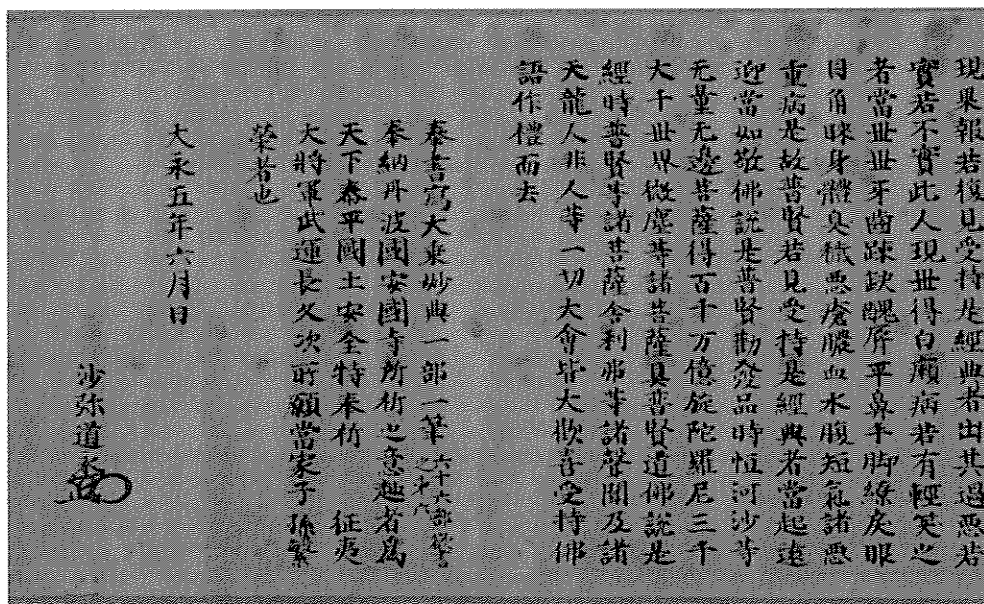 現果報若復見受持是經典者出其過惡若
實若不實此人現世得白癩病若有輕笑之
者當世世牙齒踈缺醜脣平鼻手脚繚戾眼
目角睞身體臭穢惡瘡膿血水腹短氣諸惡
重病是故普賢若見受持是經典者當起遠
迎當如敬佛說是普賢勸發品時恒河沙等
无量无邊菩薩得百千万億旋陀羅尼三千
大千世界微塵等諸菩薩具普賢道佛說是
經時普賢等諸菩薩舍利弗等諸聲聞及諸
天龍人非人等一切大會皆大歡喜受持佛
語作禮而去
奉書寫大乗妙典一部一筆六十六部
奉納丹波國安國寺所祈之意趣者爲
天下泰平國土安全特奉祈 征夷
大將軍武運長久次所願當家子孫繁
榮者也
大永五年六月日
沙弥道